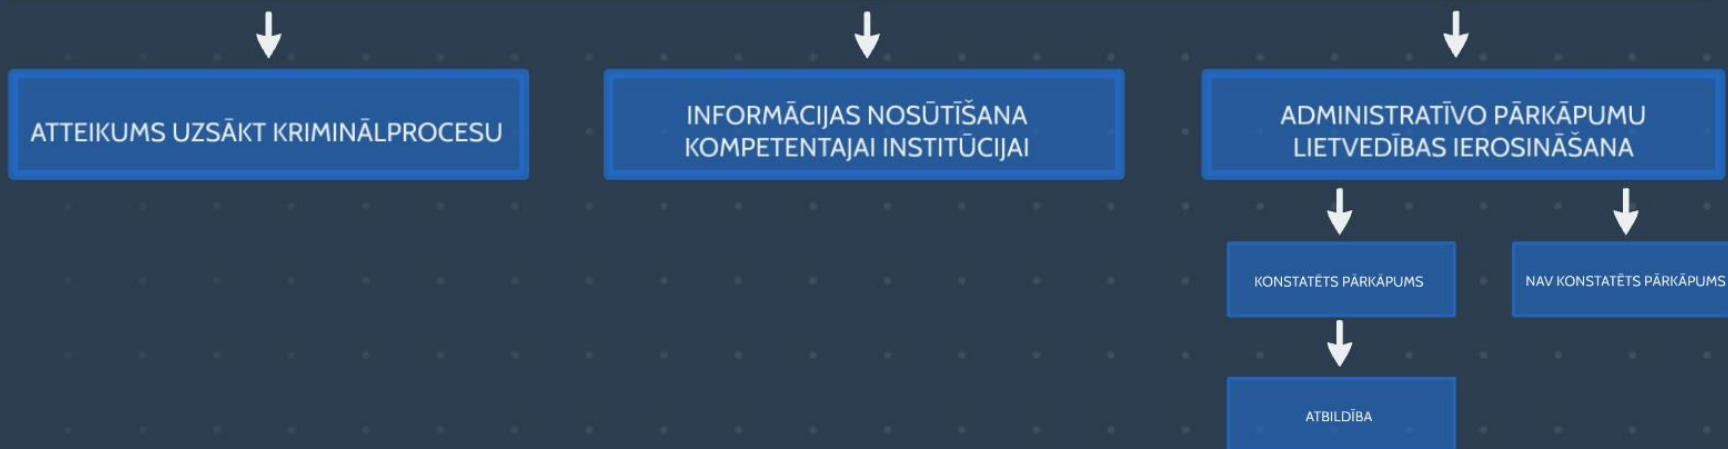 ATTEIKUMS UZSĀKT KRIMINĀLPROCESU
INFORMĀCIJAS NOSŪTĪŠANA
KOMPETENTAJAI INSTITŪCIJAI
ADMINISTRATĪVO PĀRKĀPUMU
LIETVEDĪBAS IEROSINĀŠANA
KONSTATĒTS PĀRKĀPUMS
NAV KONSTATĒTS PĀRKĀPUMS
ATBILDĪBA